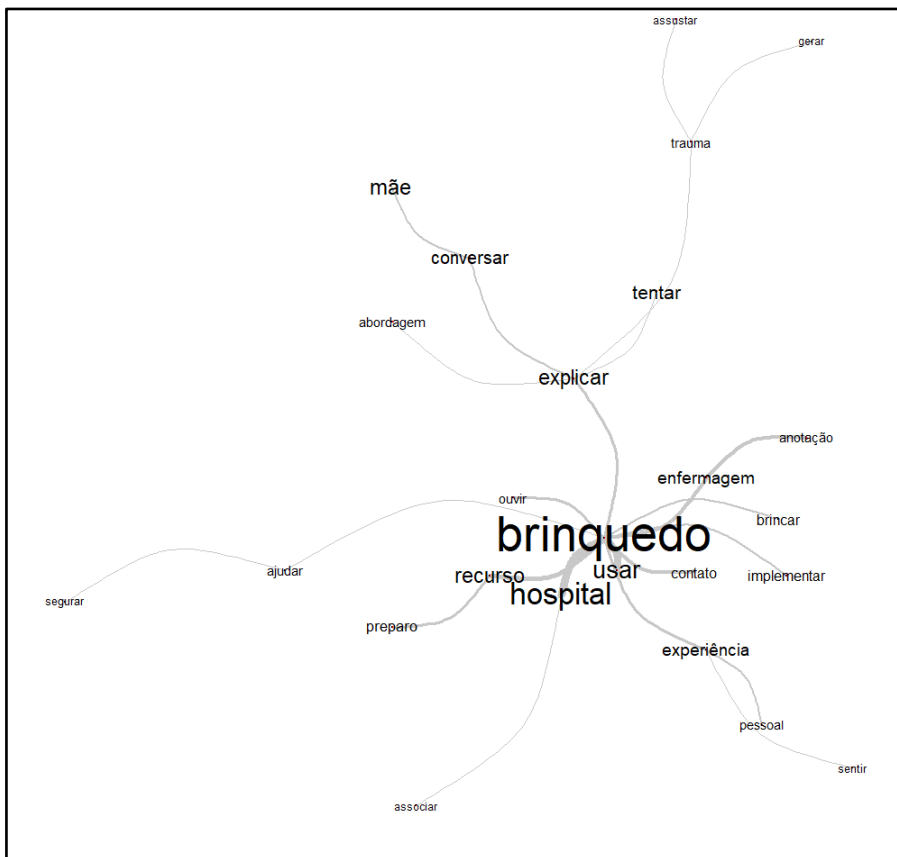 assustar
gerar
trauma
mãe
conversar
tentar
abordagem
explicar
anotação
enfermagem
ouvir
brincar
brinquedo
usar
contato
implementar
recurso
ajudar
hospital
segurar
preparo
experiência
pessoal
sentir
associar